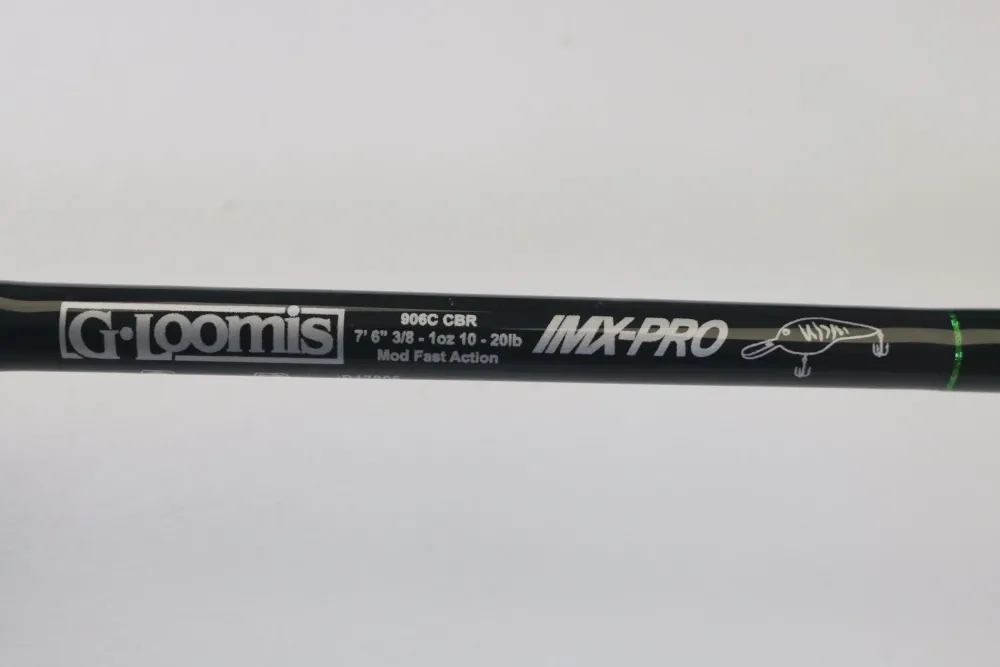 G·Loomis
906C CBR
7' 6" 3/8 - 1oz 10 - 20lb
Mod Fast Action
IMX-PRO